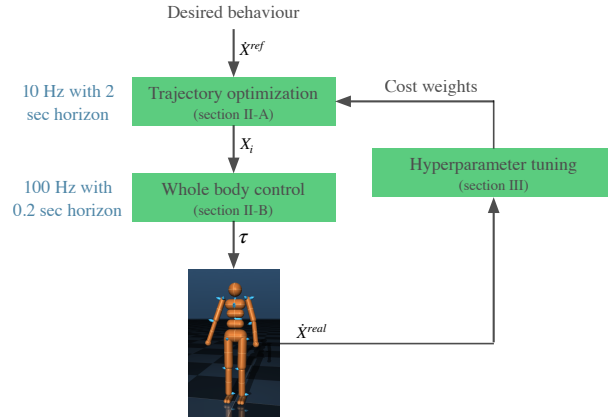 Desired behaviour
Ẋʳᵉᶠ
10 Hz with 2
sec horizon
Trajectory optimization
(section II-A)
Cost weights
Xᵢ
Hyperparameter tuning
(section III)
100 Hz with
0.2 sec horizon
Whole body control
(section II-B)
τ
Ẋʳᵉᵃˡ